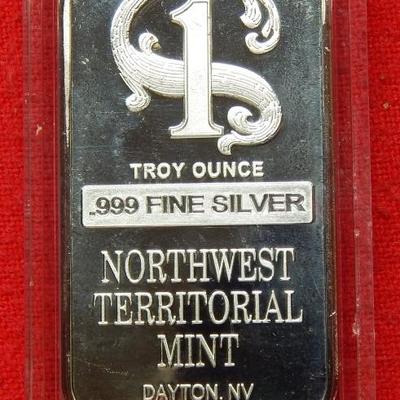 1
TROY OUNCE
.999 FINE SILVER
NORTHWEST
TERRITORIAL
MINT
DAYTON, NV